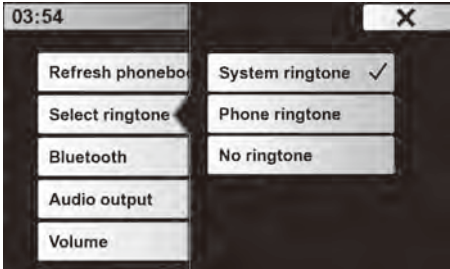 03:54
Refresh phonebo
Select ringtone
Bluetooth
Audio output
Volume
System ringtone ✓
Phone ringtone
No ringtone